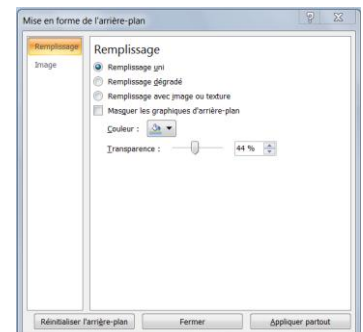 Mise en forme de l'arrière-plan
Remplissage
Image
Remplissage
Remplissage uni
Remplissage dégradé
Remplissage avec image ou texture
Masquer les graphiques d'arrière-plan
Couleur :
Transparence :
44 %
Réinitialiser l'arrière-plan
Fermer
Appliquer partout